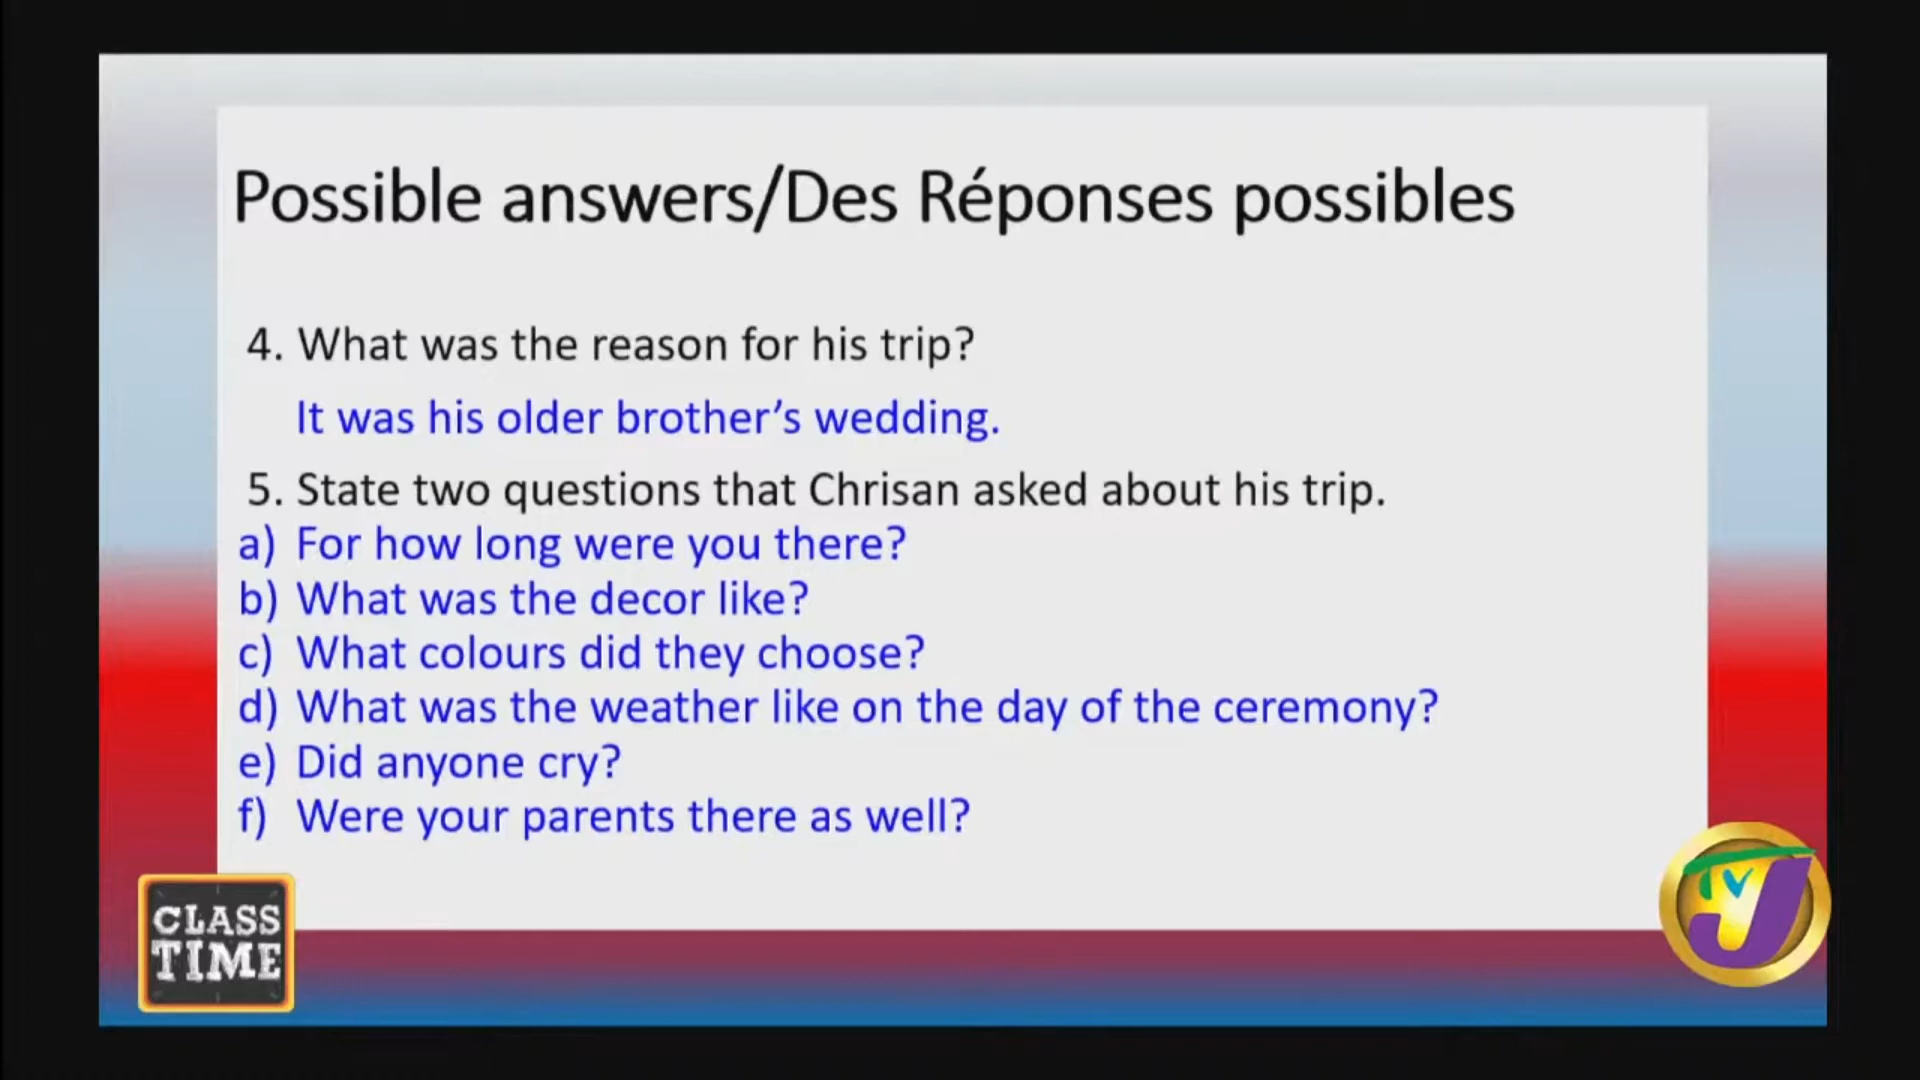 Possible answers/Des Réponses possibles
4. What was the reason for his trip?
It was his older brother's wedding.
5. State two questions that Chrisan asked about his trip.
a) For how long were you there?
b) What was the decor like?
c) What colours did they choose?
d) What was the weather like on the day of the ceremony?
e) Did anyone cry?
f) Were your parents there as well?
CLASS
TIME
TVJ